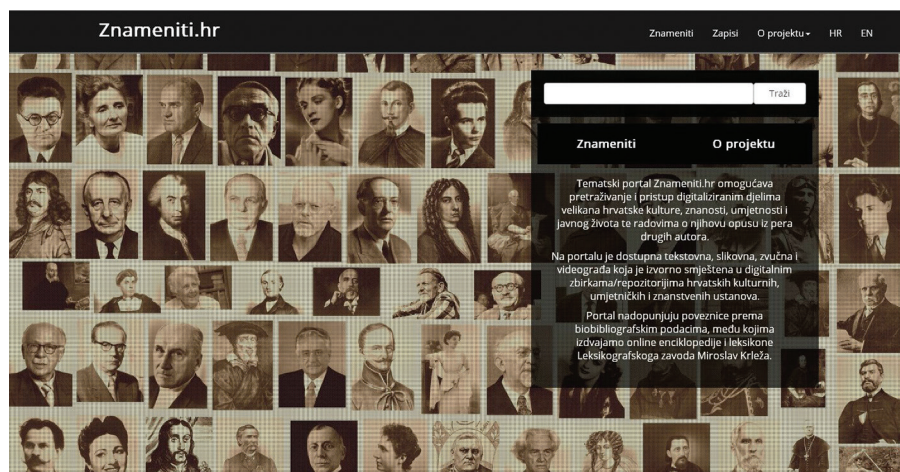 Znameniti.hr
Znameniti Zapisi O projektu HR EN
Traži
Znameniti O projektu
Tematski portal Znameniti.hr omogućava
pretraživanje i pristup digitaliziranim djelima
velikana hrvatske kulture, znanosti, umjetnosti i
javnog života te radovima o njihovu opusu iz pera
drugih autora.
Na portalu je dostupna tekstovna, slikovna, zvučna i
videograđa koja je izvorno smještena u digitalnim
zbirkama/repozitorijima hrvatskih kulturnih,
umjetničkih i znanstvenih ustanova.
Portal nadopunjuju poveznice prema
biobibliografskim podacima, među kojima
izdvajamo online enciklopedije i leksikone
Leksikografskoga zavoda Miroslav Krleža.